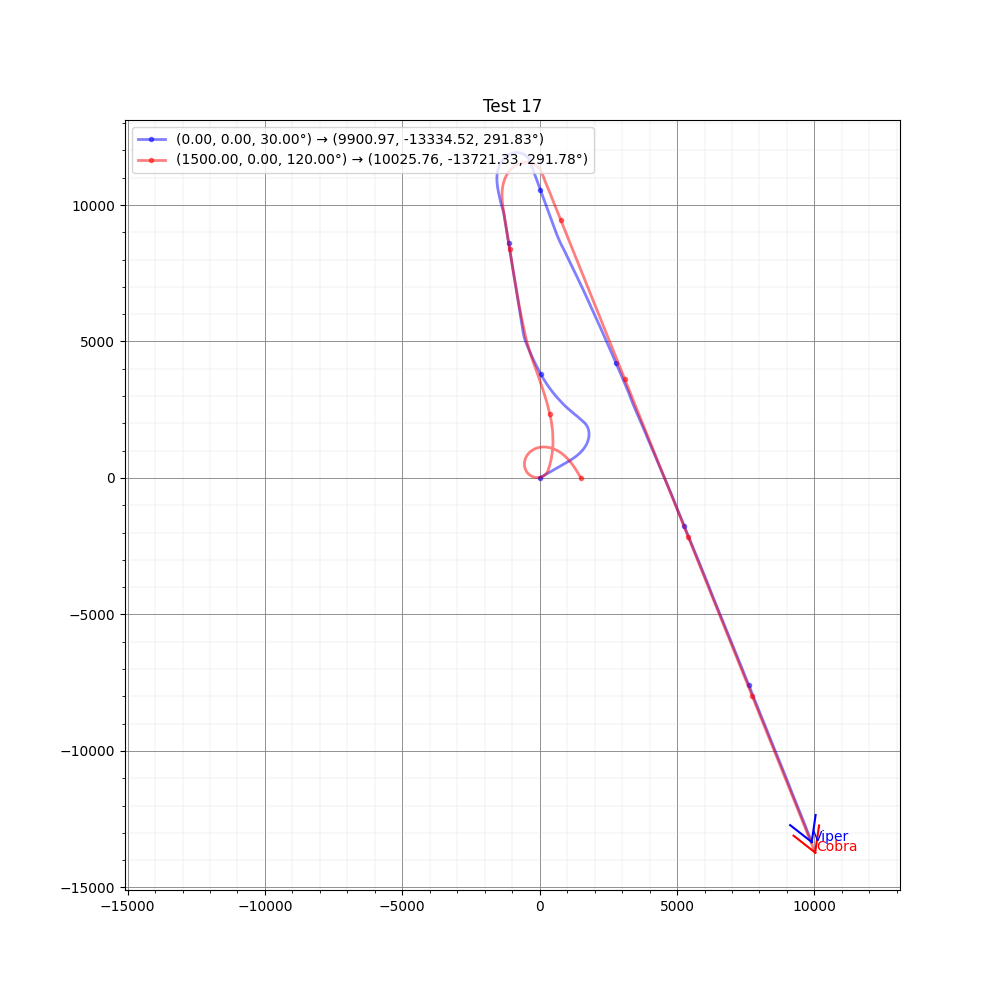 Test 17
(0.00, 0.00, 30.00°) → (9900.97, -13334.52, 291.83°)
(1500.00, 0.00, 120.00°) → (10025.76, -13721.33, 291.78°)
10000
5000
0
−5000
−10000
−15000
Viper
Cobra
−15000 −10000 −5000 0 5000 10000